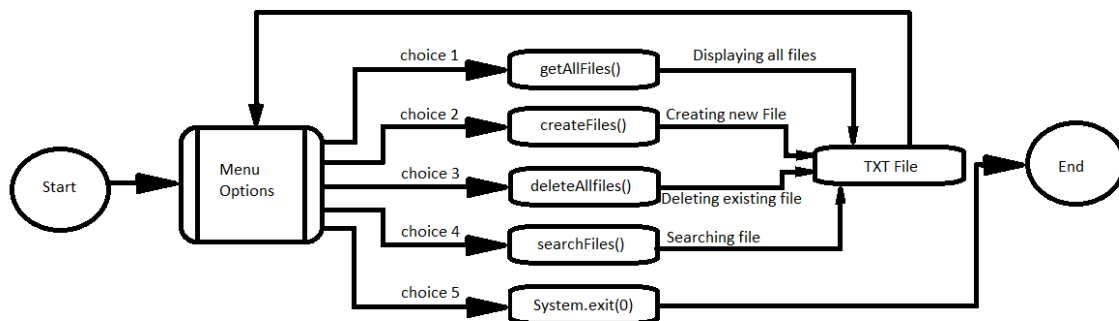 choice 1
getAllFiles()
Displaying all files
choice 2
createFiles()
Creating new File
Start
Menu
Options
choice 3
deleteAllfiles()
Deleting existing file
TXT File
End
choice 4
searchFiles()
Searching file
choice 5
System.exit(0)